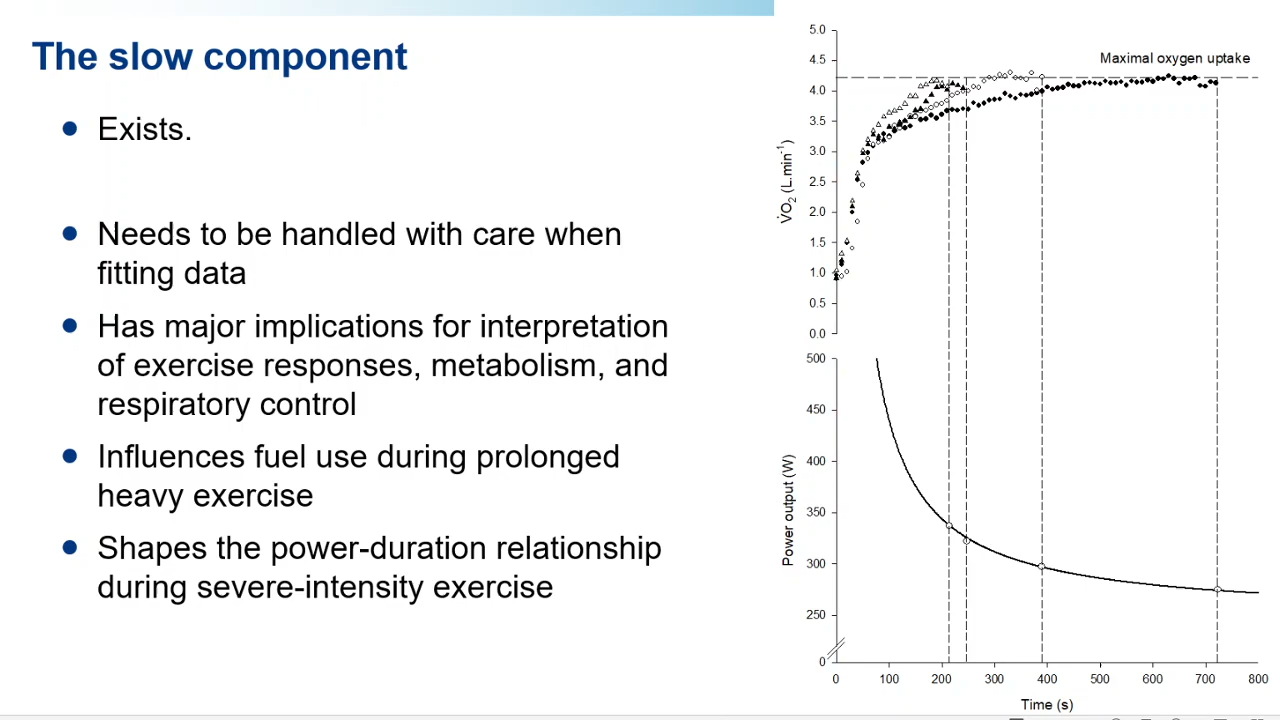 The slow component
Exists.
Needs to be handled with care when
fitting data
Has major implications for interpretation
of exercise responses, metabolism, and
respiratory control
Influences fuel use during prolonged
heavy exercise
Shapes the power-duration relationship
during severe-intensity exercise
Maximal oxygen uptake
5.0
4.5
4.0
3.5
3.0
2.5
2.0
1.5
1.0
0.5
0.0
V̇O₂ (L.min⁻¹)
500
450
400
350
300
250
0
Power output (W)
0 100 200 300 400 500 600 700 800
Time (s)